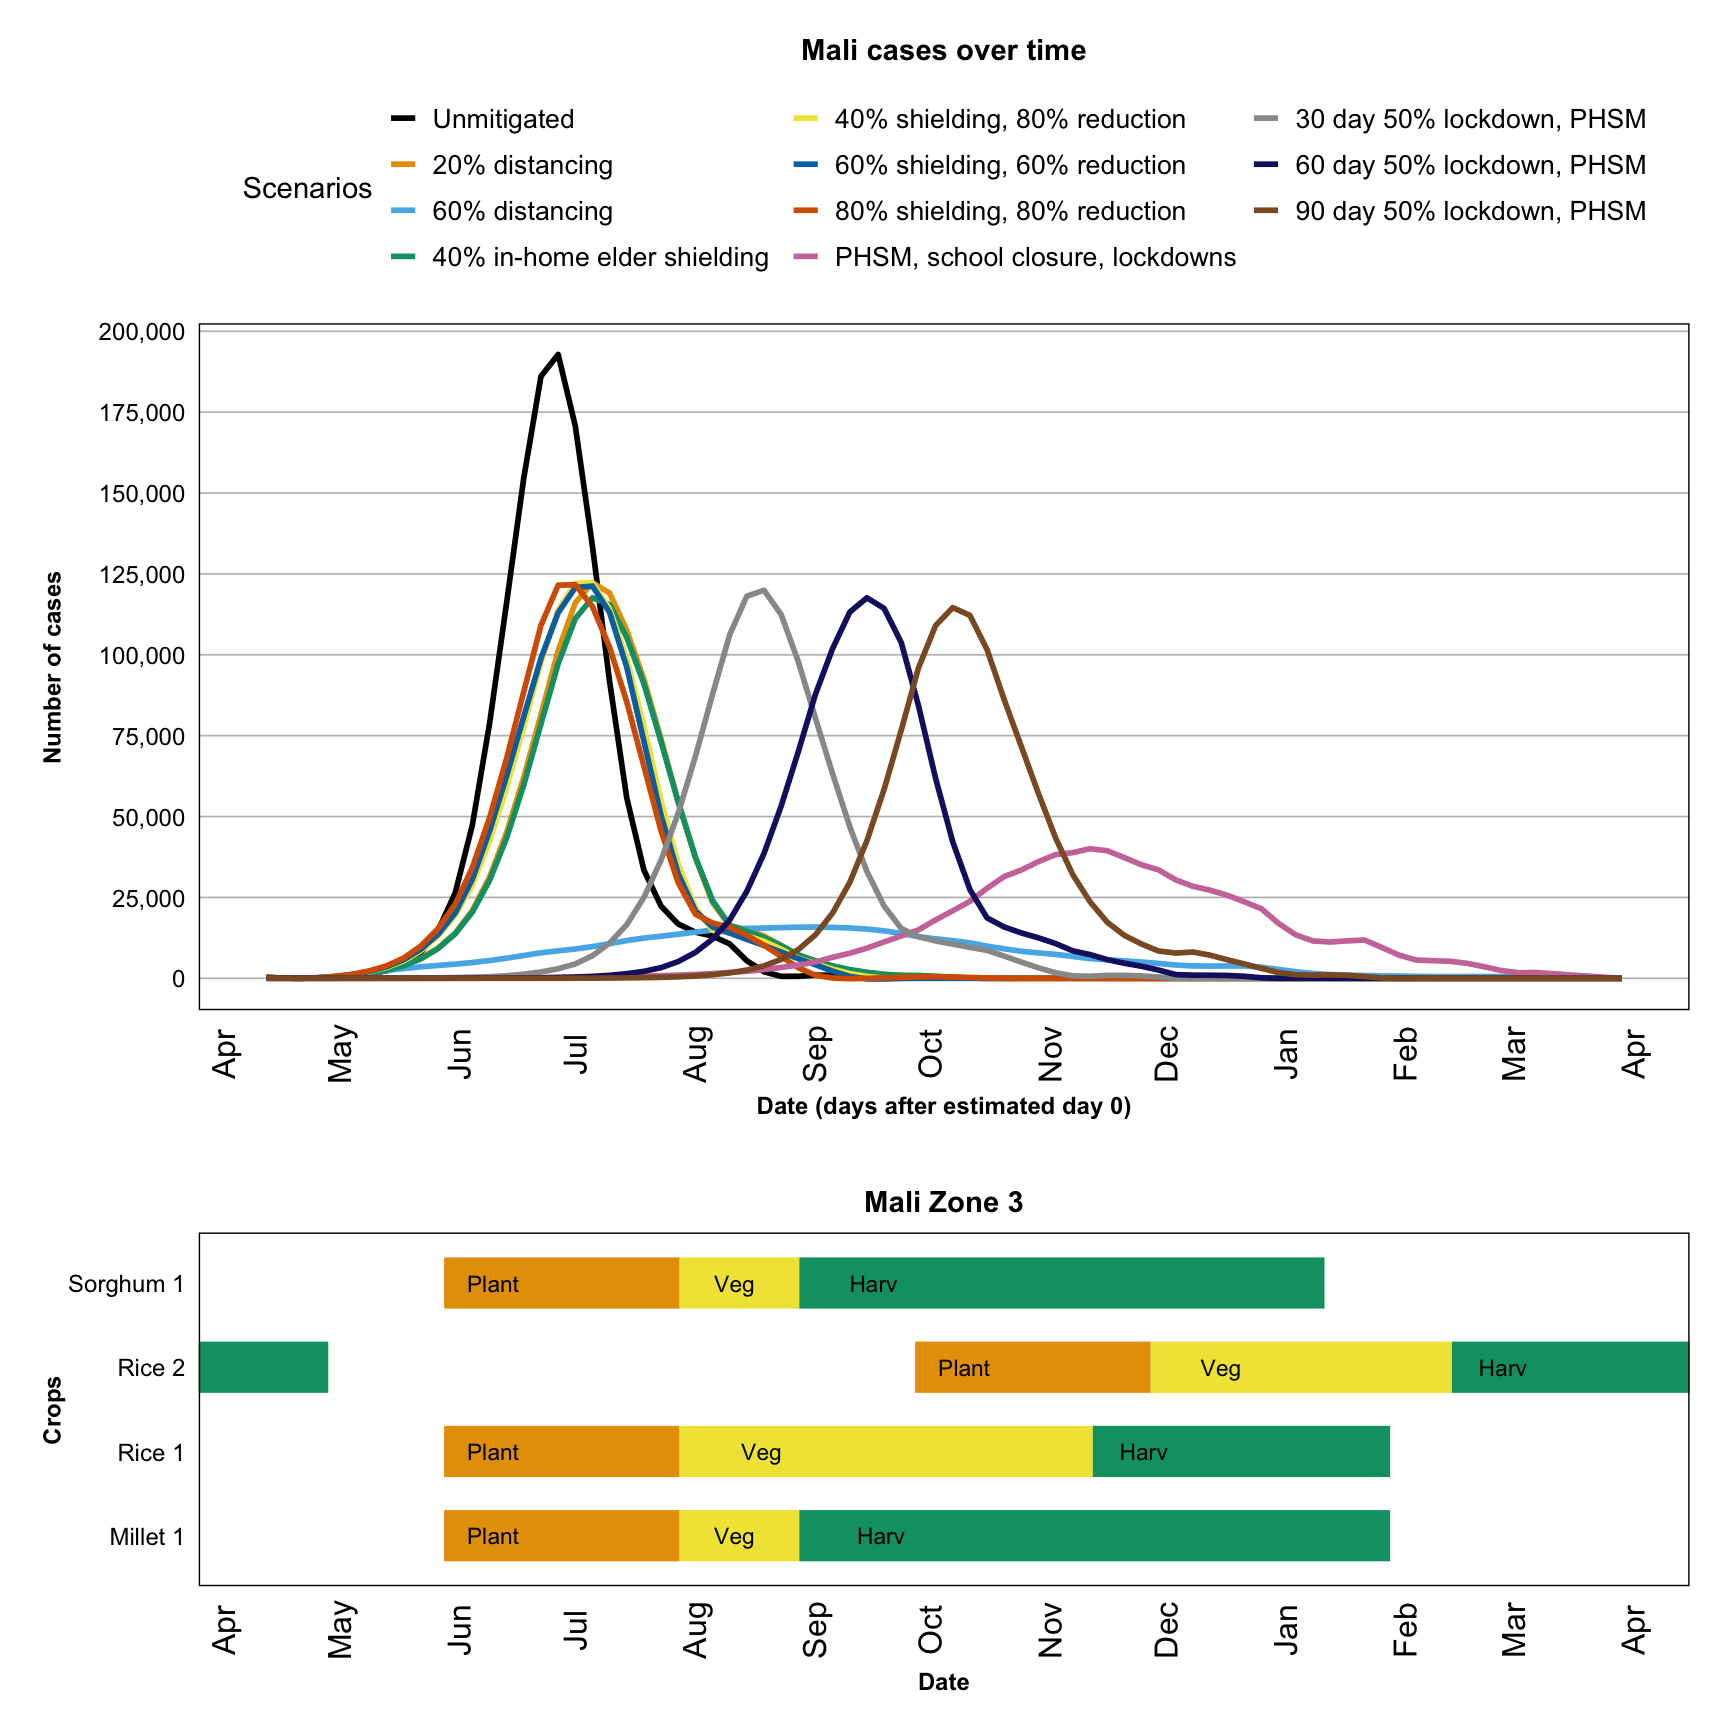 Mali cases over time
Scenarios
Unmitigated
20% distancing
60% distancing
40% in-home elder shielding
40% shielding, 80% reduction
60% shielding, 60% reduction
80% shielding, 80% reduction
PHSM, school closure, lockdowns
30 day 50% lockdown, PHSM
60 day 50% lockdown, PHSM
90 day 50% lockdown, PHSM
Number of cases
200,000
175,000
150,000
125,000
100,000
75,000
50,000
25,000
0
Apr May Jun Jul Aug Sep Oct Nov Dec Jan Feb Mar Apr
Date (days after estimated day 0)
Mali Zone 3
Crops
Sorghum 1 Plant Veg Harv
Rice 2 Plant Veg Harv
Rice 1 Plant Veg Harv
Millet 1 Plant Veg Harv
Apr May Jun Jul Aug Sep Oct Nov Dec Jan Feb Mar Apr
Date